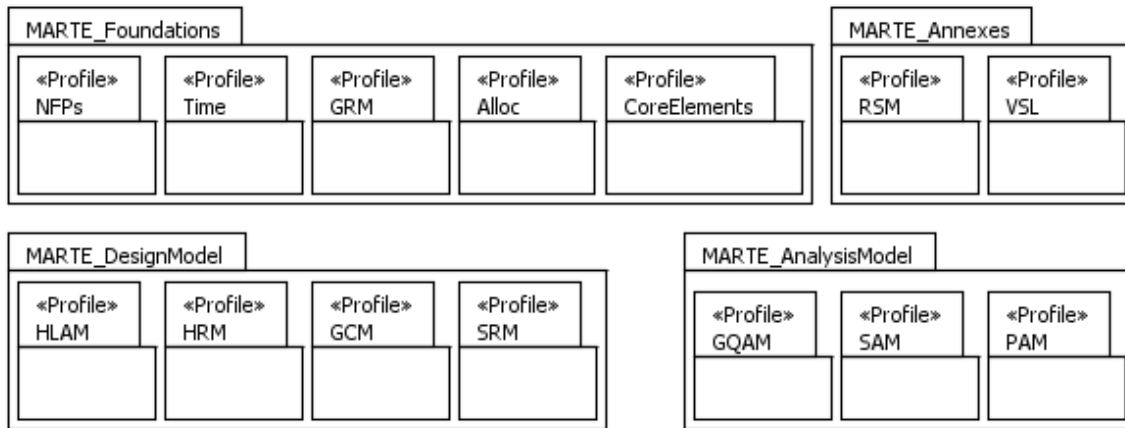 MARTE_Foundations
«Profile»
NFPs
«Profile»
Time
«Profile»
GRM
«Profile»
Alloc
«Profile»
CoreElements
MARTE_Annexes
«Profile»
RSM
«Profile»
VSL
MARTE_DesignModel
«Profile»
HLAM
«Profile»
HRM
«Profile»
GCM
«Profile»
SRM
MARTE_AnalysisModel
«Profile»
GQAM
«Profile»
SAM
«Profile»
PAM